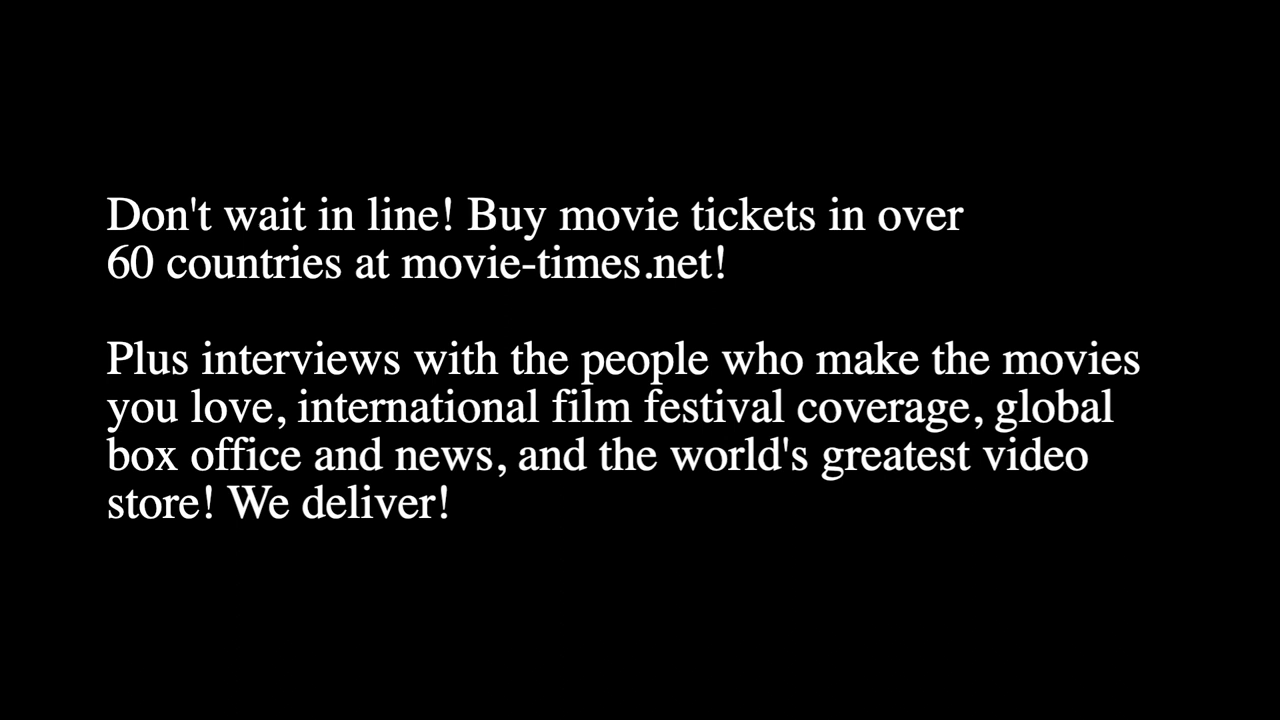 Don't wait in line! Buy movie tickets in over
60 countries at movie-times.net!
Plus interviews with the people who make the movies
you love, international film festival coverage, global
box office and news, and the world's greatest video
store! We deliver!